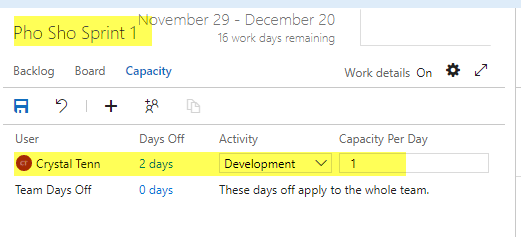 November 29 - December 20
Pho Sho Sprint 1
16 work days remaining
Backlog Board Capacity Work details On
User Days Off Activity Capacity Per Day
CT Crystal Tenn 2 days Development 1
Team Days Off 0 days These days off apply to the whole team.